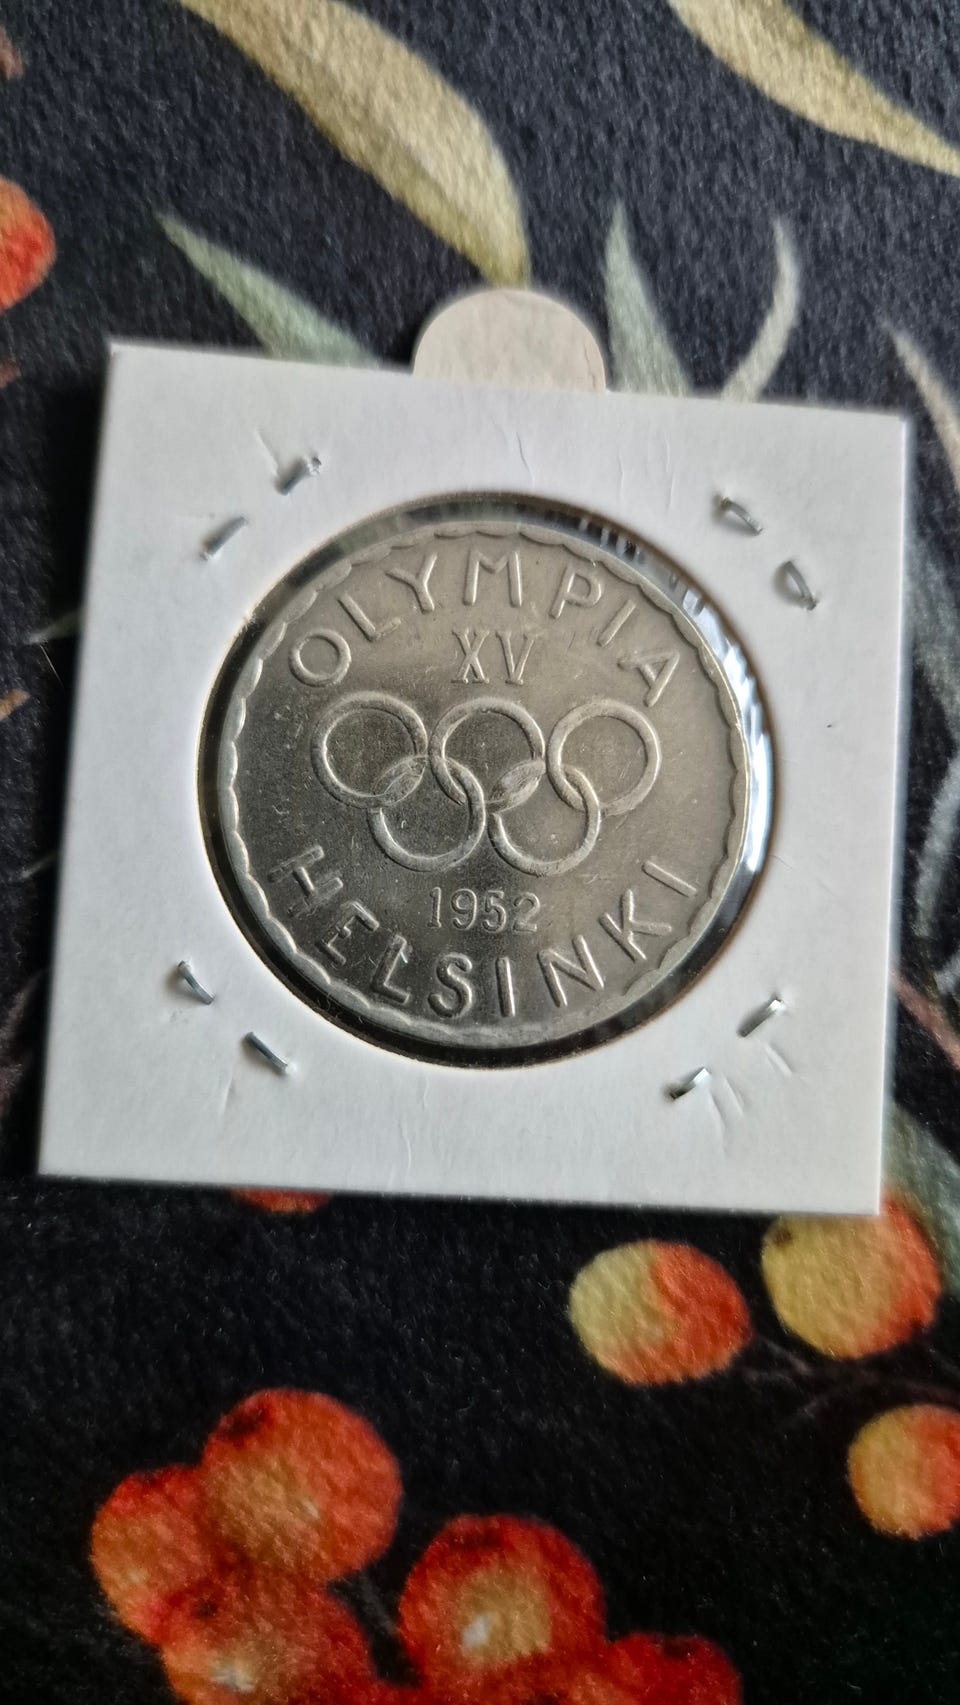 OLYMPIA
XV
1952
HELSINKI